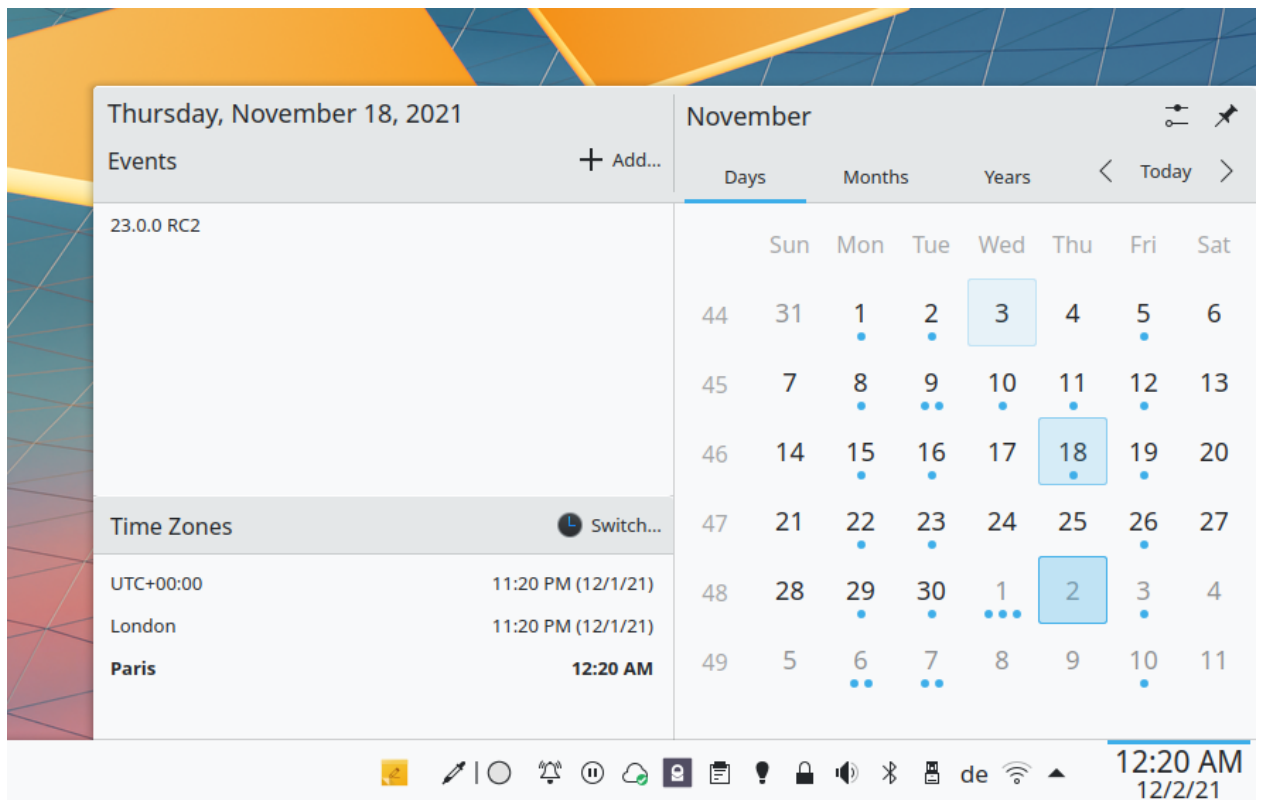 Thursday, November 18, 2021
Events
Add...
23.0.0 RC2
Time Zones
Switch...
UTC+00:00 11:20 PM (12/1/21)
London 11:20 PM (12/1/21)
Paris 12:20 AM
November
Days Months Years Today
Sun Mon Tue Wed Thu Fri Sat
44 31 1 2 3 4 5 6
45 7 8 9 10 11 12 13
46 14 15 16 17 18 19 20
47 21 22 23 24 25 26 27
48 28 29 30 1 2 3 4
49 5 6 7 8 9 10 11
de
12:20 AM
12/2/21